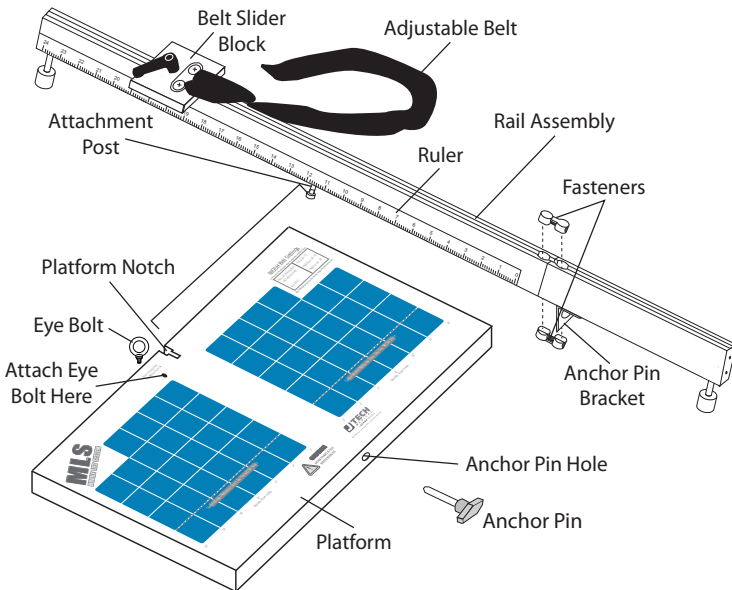 Belt Slider
Block
Adjustable Belt
Attachment
Post
Rail Assembly
Ruler
Fasteners
Platform Notch
Eye Bolt
Attach Eye
Bolt Here
Anchor Pin
Bracket
JTECH
MLS
Anchor Pin Hole
Anchor Pin
Platform